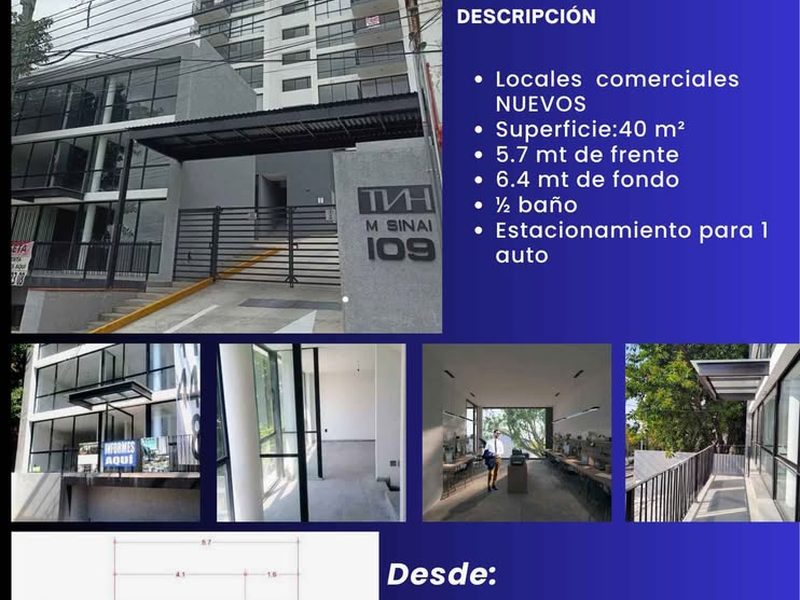 DESCRIPCIÓN
• Locales comerciales
NUEVOS
• Superficie:40 m²
• 5.7 mt de frente
• 6.4 mt de fondo
• ½ baño
• Estacionamiento para 1
auto
TNH
M SINAI
109
INFORMES
AQUÍ
5.7
4.1
1.6
Desde: